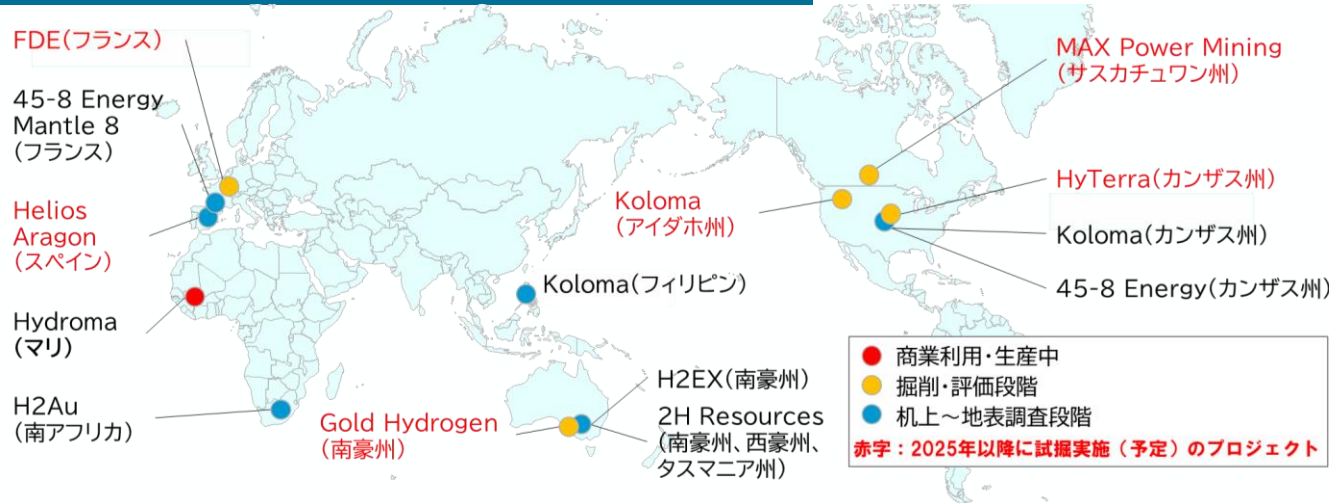 FDE(フランス)
45-8 Energy
Mantle 8
(フランス)
Helios
Aragon
(スペイン)
Hydroma
(マリ)
H2Au
(南アフリカ)
Gold Hydrogen
(南豪州)
Koloma(フィリピン)
H2EX(南豪州)
2H Resources
(南豪州、西豪州、
タスマニア州)
Koloma
(アイダホ州)
MAX Power Mining
(サスカチュワン州)
HyTerra(カンザス州)
Koloma(カンザス州)
45-8 Energy(カンザス州)
商業利用・生産中
掘削・評価段階
机上～地表調査段階
赤字：2025年以降に試掘実施（予定）のプロジェクト